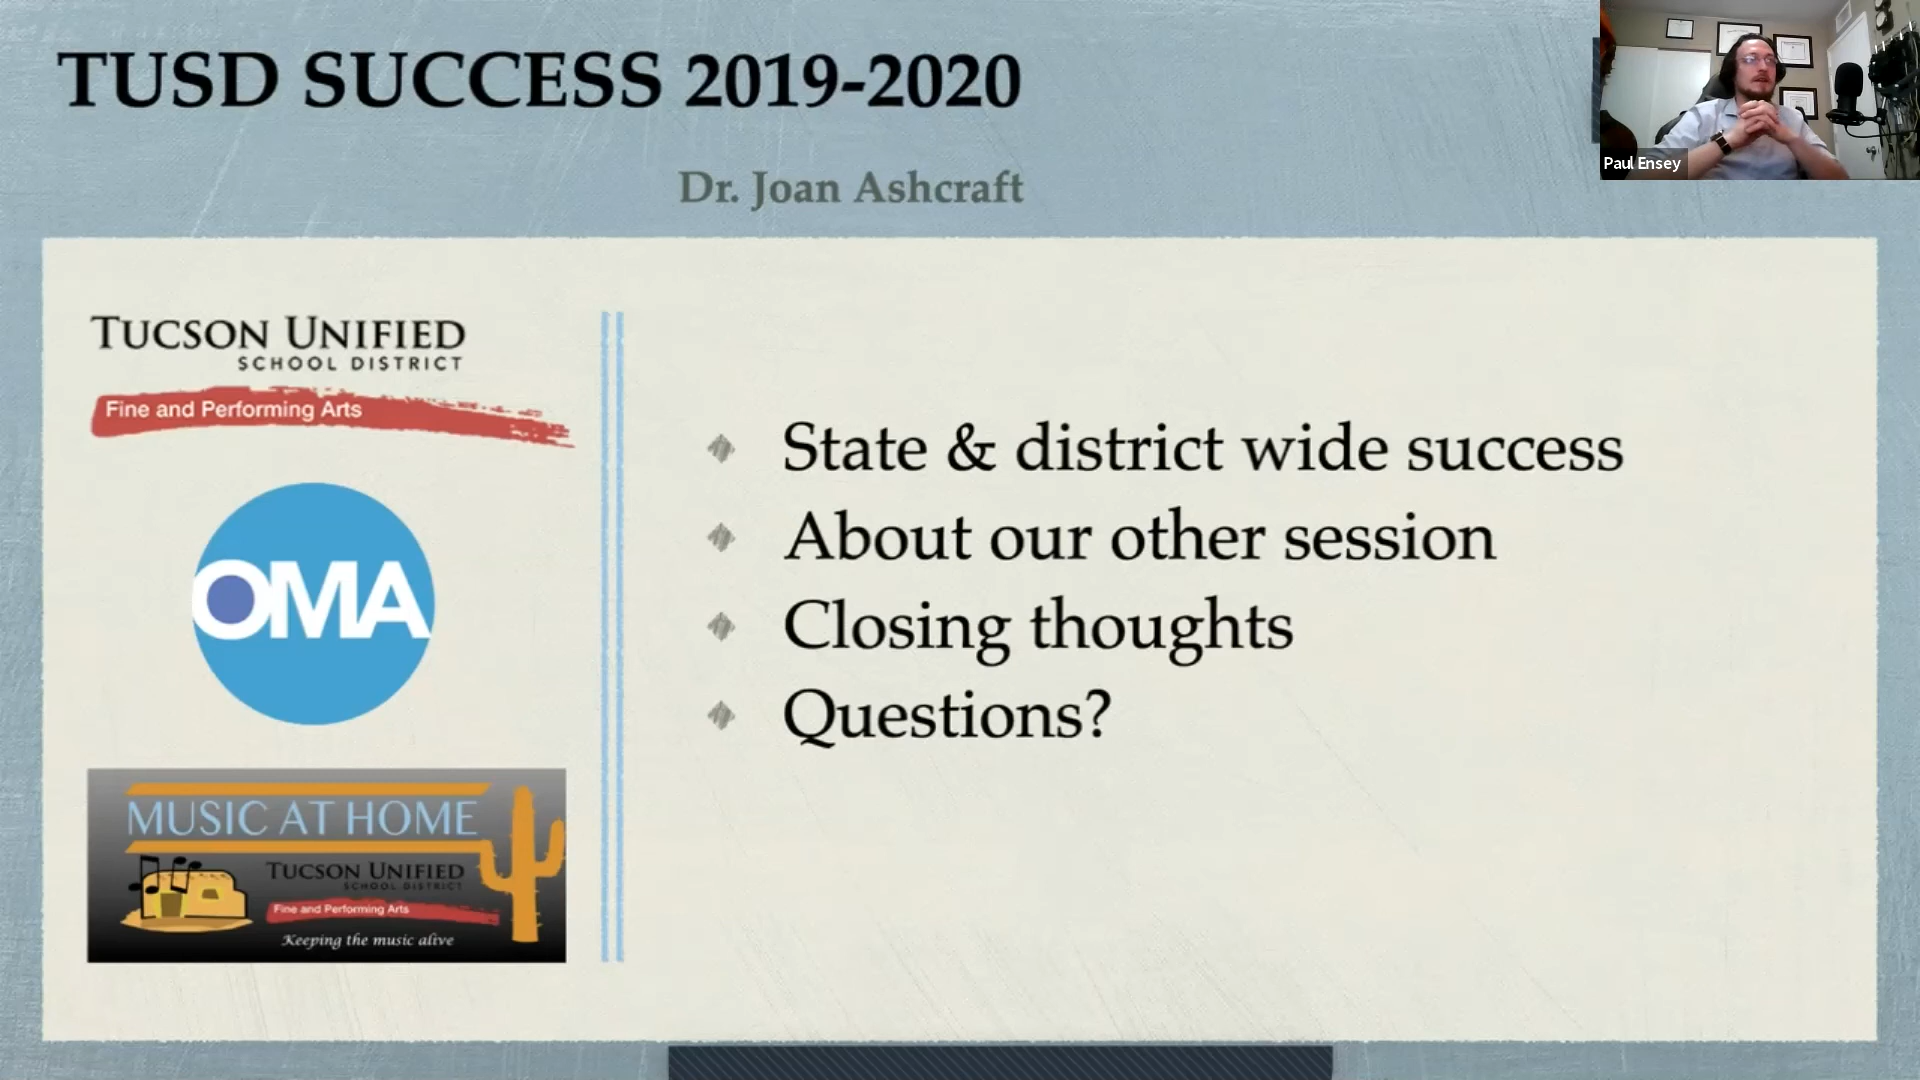 TUSD SUCCESS 2019-2020
Dr. Joan Ashcraft
Paul Ensey
TUCSON UNIFIED
SCHOOL DISTRICT
Fine and Performing Arts
OMA
MUSIC AT HOME
TUCSON UNIFIED
SCHOOL DISTRICT
Fine and Performing Arts
Keeping the music alive
State & district wide success
About our other session
Closing thoughts
Questions?